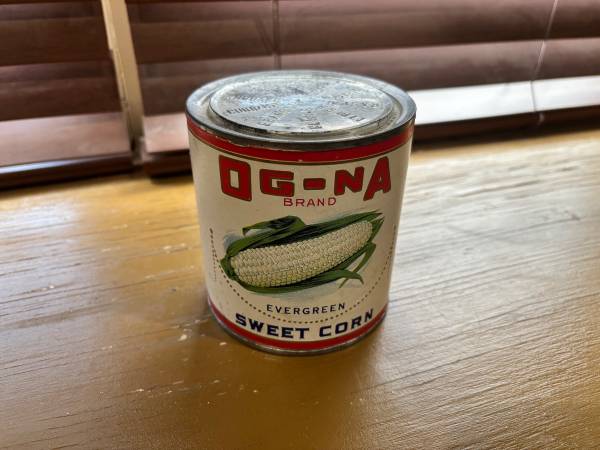 OG-NA
BRAND
EVERGREEN
SWEET CORN